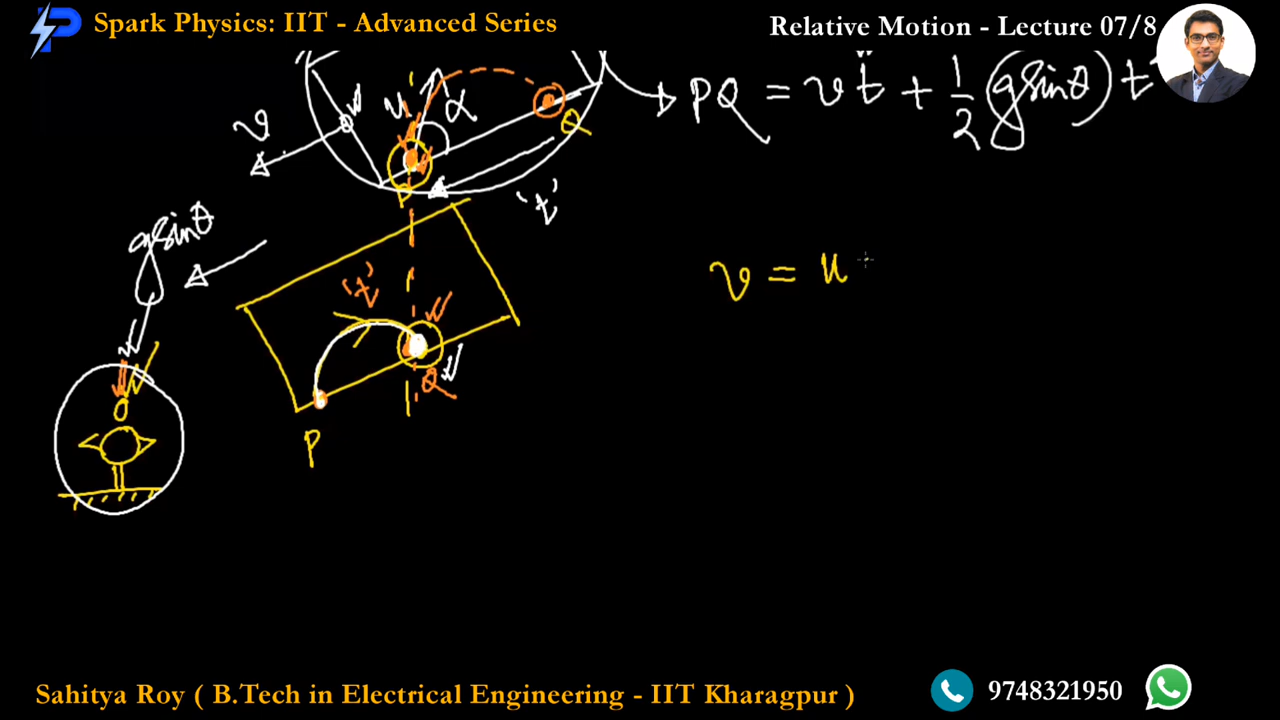 Spark Physics: IIT - Advanced Series
Relative Motion - Lecture 07/8
PQ = vt + 1/2 (g sinθ) t²
v
u
α
Q
P
't'
g sinθ
't'
v = u
Q
P
Sahitya Roy ( B.Tech in Electrical Engineering - IIT Kharagpur )
9748321950